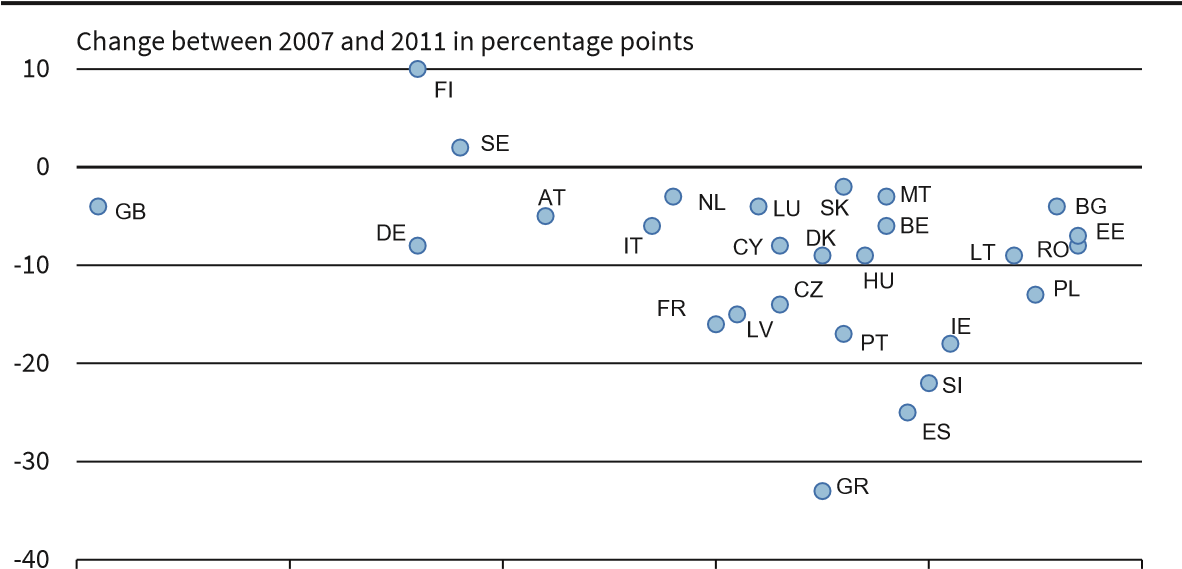 Change between 2007 and 2011 in percentage points
10
FI
SE
0
AT
GB
NL
LU
SK
MT
BG
DE
IT
CY
DK
BE
EE
LT
RO
-10
HU
CZ
PL
FR
LV
PT
IE
-20
SI
ES
-30
GR
-40